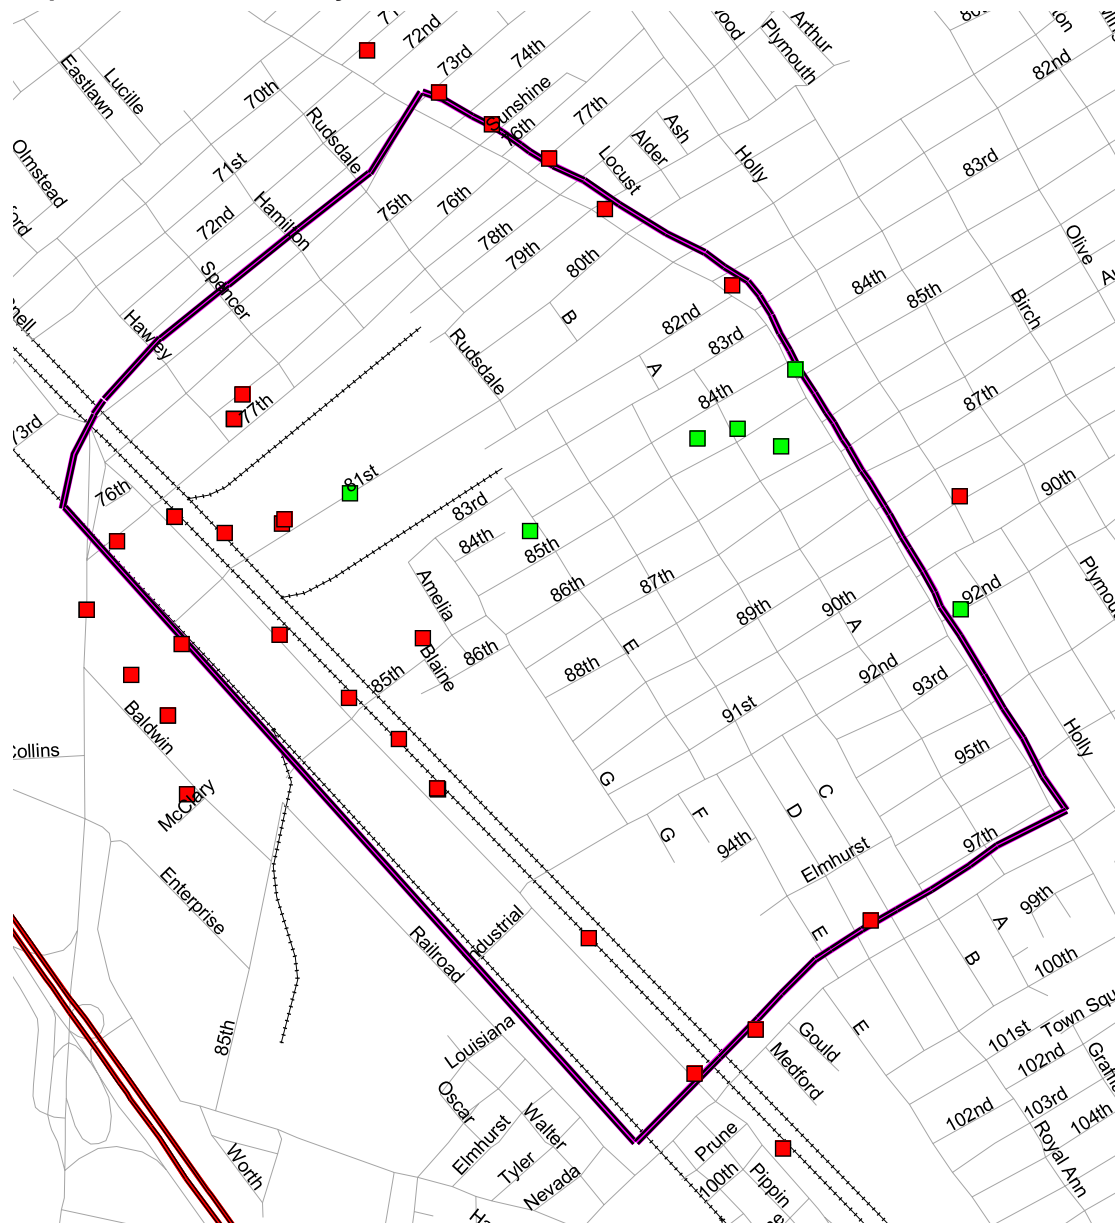 71
72nd
73rd
74th
Arthur
Plymouth
82nd
Eastlawn
Lucille
70th
Rudsdale
Sunshine
76th
77th
Ash
Alder
Locust
Holly
83rd
Olmstead
71st
72nd
Hamilton
75th
76th
78th
79th
80th
Olive
Spencer
84th
85th
Birch
Hawley
B
82nd
83rd
Rudsdale
A
84th
87th
73rd
77th
81st
76th
83rd
84th
85th
90th
Amelia
86th
87th
92nd
89th
90th
A
E
Blaine
86th
88th
85th
92nd
93rd
91st
Baldwin
Collins
Holly
95th
McClary
G
C
D
F
G
94th
Elmhurst
97th
Enterprise
99th
A
Industrial
Railroad
E
B
100th
85th
Louisiana
E
Gould
Medford
101st
Town Squ
102nd
Oscar
Walter
Elmhurst
Tyler
Nevada
Prune
100th
Pippin
102nd
103rd
104th
Royal Ann
Worth